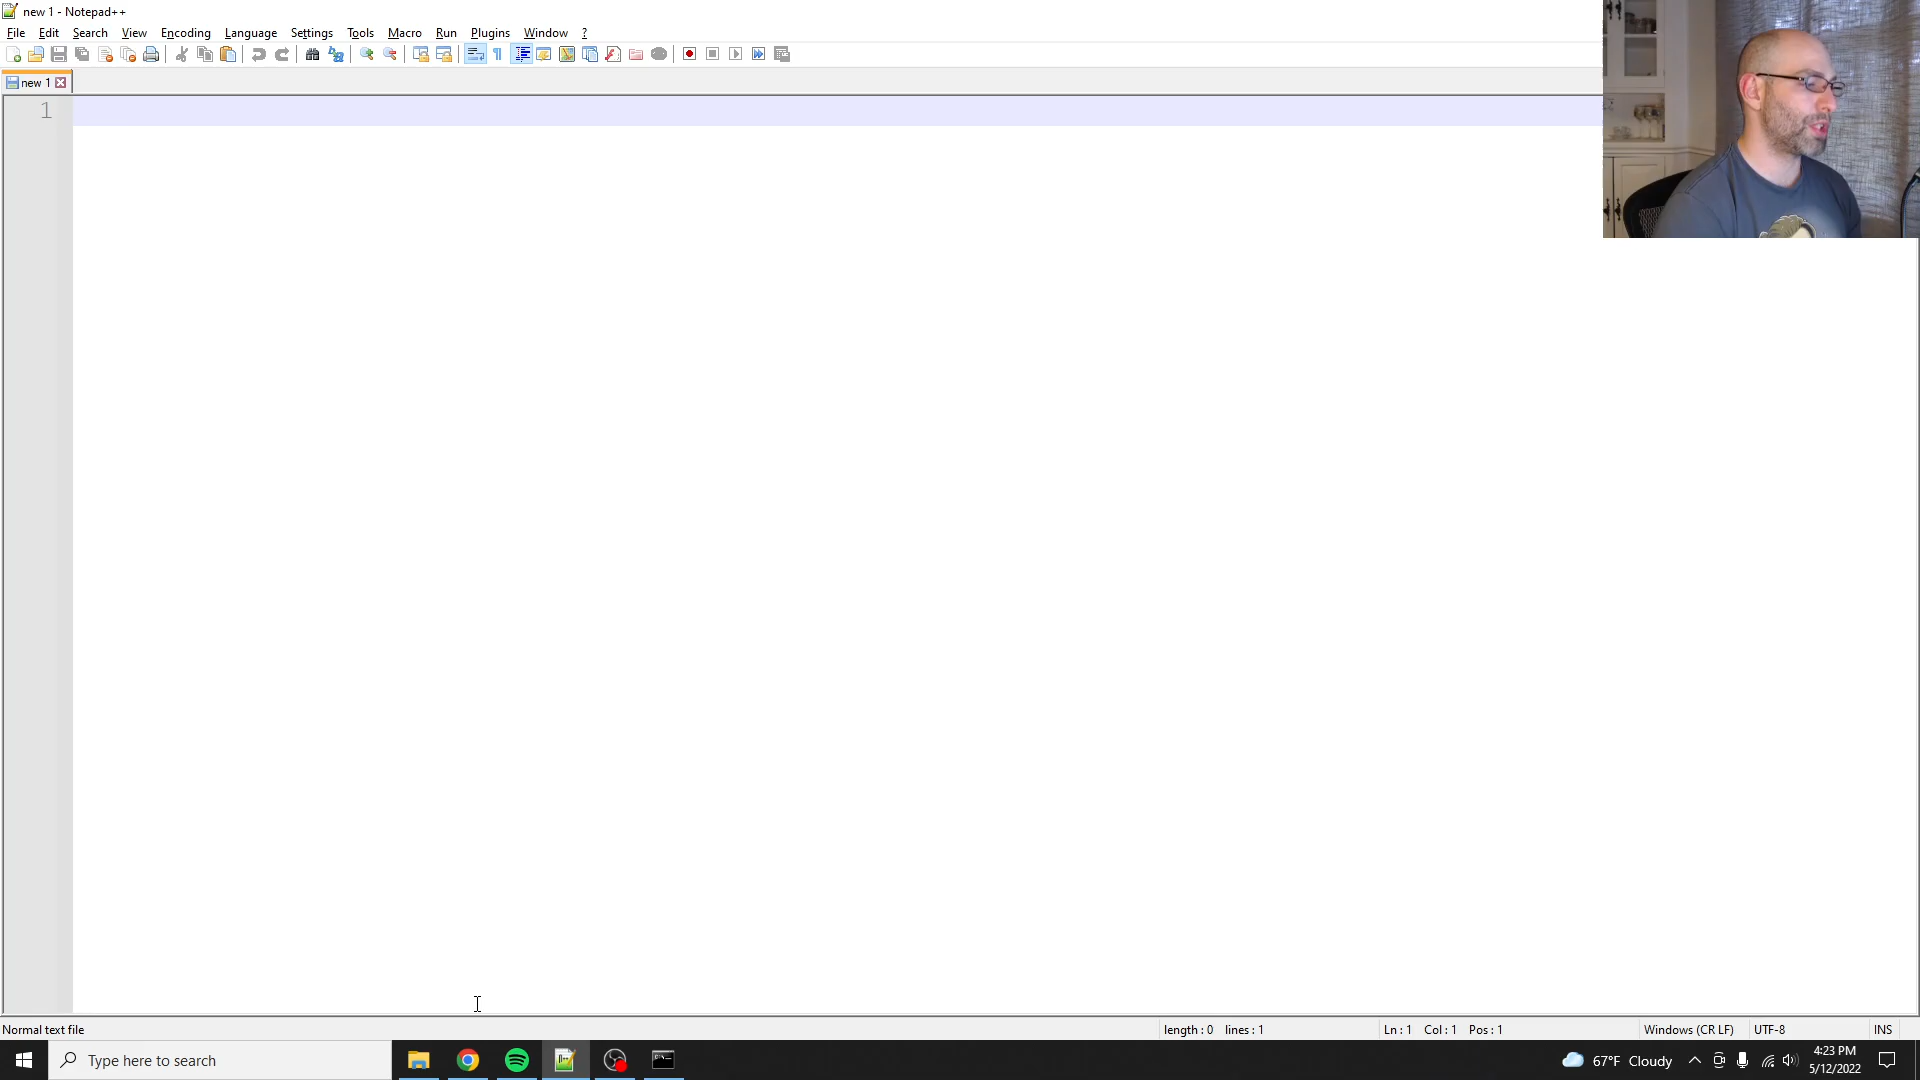 new 1 - Notepad++
File Edit Search View Encoding Language Settings Tools Macro Run Plugins Window ?
new 1
1
Normal text file length : 0 lines : 1 Ln : 1 Col : 1 Pos : 1 Windows (CR LF) UTF-8 INS
Type here to search 67°F Cloudy 4:23 PM
5/12/2022